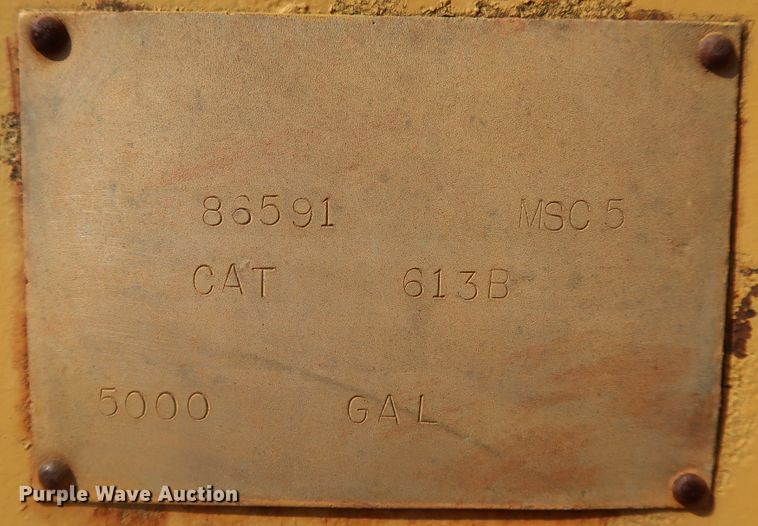 86591 MSC5
CAT 613B
5000 GAL
Purple Wave Auction